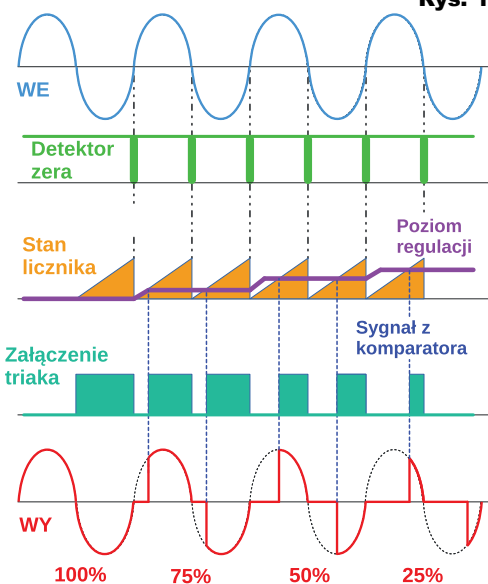 Rys. 1
WE
Detektor
zera
Poziom
regulacji
Stan
licznika
Sygnał z
komparatora
Załączenie
triaka
WY
100% 75% 50% 25%